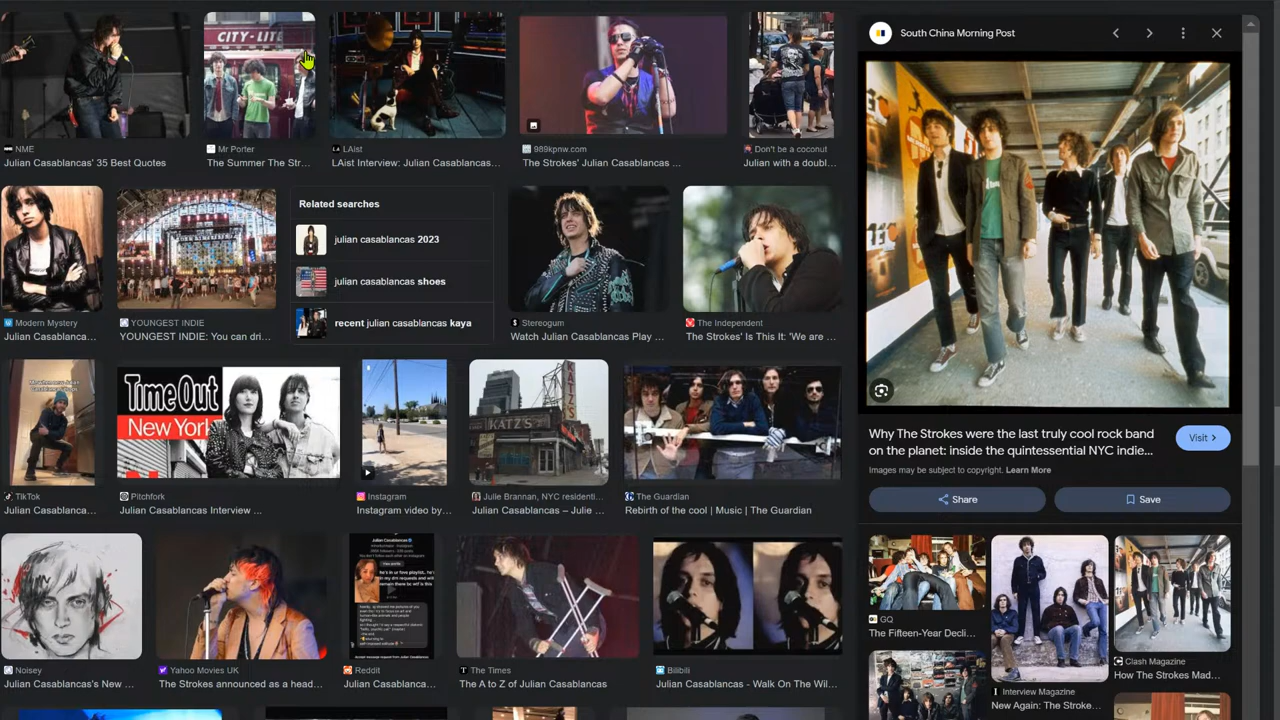 CITY-LITE
NME
Julian Casablancas' 35 Best Quotes
Mr Porter
The Summer The Str...
LAist
LAist Interview: Julian Casablancas...
989kpnw.com
The Strokes' Julian Casablancas ...
Don't be a coconut
Julian with a doubl...
South China Morning Post
Modern Mystery
Julian Casablanca...
YOUNGEST INDIE
YOUNGEST INDIE: You can dri...
Related searches
julian casablancas 2023
julian casablancas shoes
recent julian casablancas kaya
Stereogum
Watch Julian Casablancas Play ...
The Independent
The Strokes' Is This It: 'We are ...
TikTok
Julian Casablanca...
Time Out
New York
Pitchfork
Julian Casablancas Interview ...
Instagram
Instagram video by...
KATZ'S
KATZ'S
Julie Brannan, NYC residenti...
Julian Casablancas – Julie ...
The Guardian
Rebirth of the cool | Music | The Guardian
Why The Strokes were the last truly cool rock band
on the planet: inside the quintessential NYC indie...
Visit
Images may be subject to copyright. Learn More
Share
Save
Noisey
Julian Casablancas's New ...
Yahoo Movies UK
The Strokes announced as a head...
Reddit
Julian Casablanca...
The Times
The A to Z of Julian Casablancas
Bilibili
Julian Casablancas - Walk On The Wil...
GQ
The Fifteen-Year Decli...
Interview Magazine
New Again: The Stroke...
Clash Magazine
How The Strokes Mad...